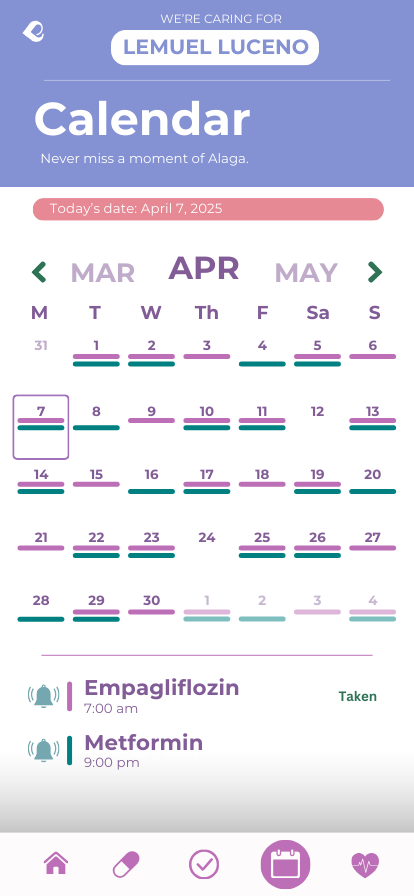 WE'RE CARING FOR
LEMUEL LUCENO
Calendar
Never miss a moment of Alaga.
Today's date: April 7, 2025
MAR APR MAY
M T W Th F Sa S
31 1 2 3 4 5 6
7 8 9 10 11 12 13
14 15 16 17 18 19 20
21 22 23 24 25 26 27
28 29 30 1 2 3 4
Empagliflozin
7:00 am
Taken
Metformin
9:00 pm